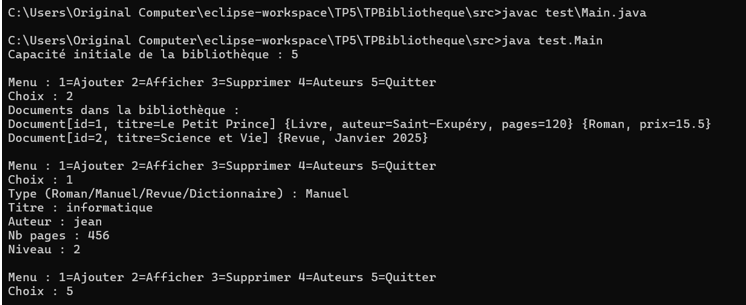 C:\Users\Original Computer\eclipse-workspace\TP5\TPBibliotheque\src>javac test\Main.java
C:\Users\Original Computer\eclipse-workspace\TP5\TPBibliotheque\src>java test.Main
Capacité initiale de la bibliothèque : 5
Menu : 1=Ajouter 2=Afficher 3=Supprimer 4=Auteurs 5=Quitter
Choix : 2
Documents dans la bibliothèque :
Document[id=1, titre=Le Petit Prince] {Livre, auteur=Saint-Exupéry, pages=120} {Roman, prix=15.5}
Document[id=2, titre=Science et Vie] {Revue, Janvier 2025}
Menu : 1=Ajouter 2=Afficher 3=Supprimer 4=Auteurs 5=Quitter
Choix : 1
Type (Roman/Manuel/Revue/Dictionnaire) : Manuel
Titre : informatique
Auteur : jean
Nb pages : 456
Niveau : 2
Menu : 1=Ajouter 2=Afficher 3=Supprimer 4=Auteurs 5=Quitter
Choix : 5